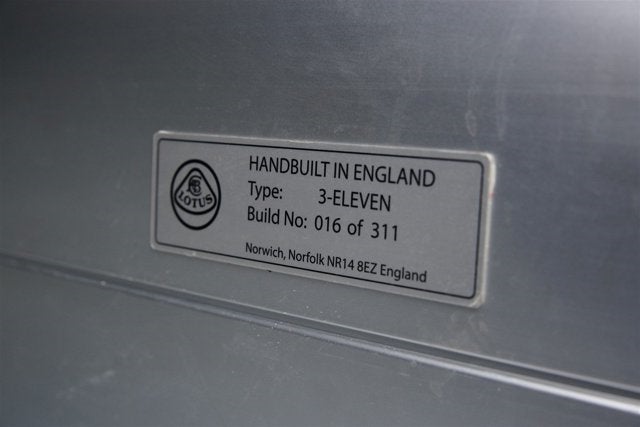 LOTUS
HANDBUILT IN ENGLAND
Type: 3-ELEVEN
Build No: 016 of 311
Norwich, Norfolk NR14 8EZ England